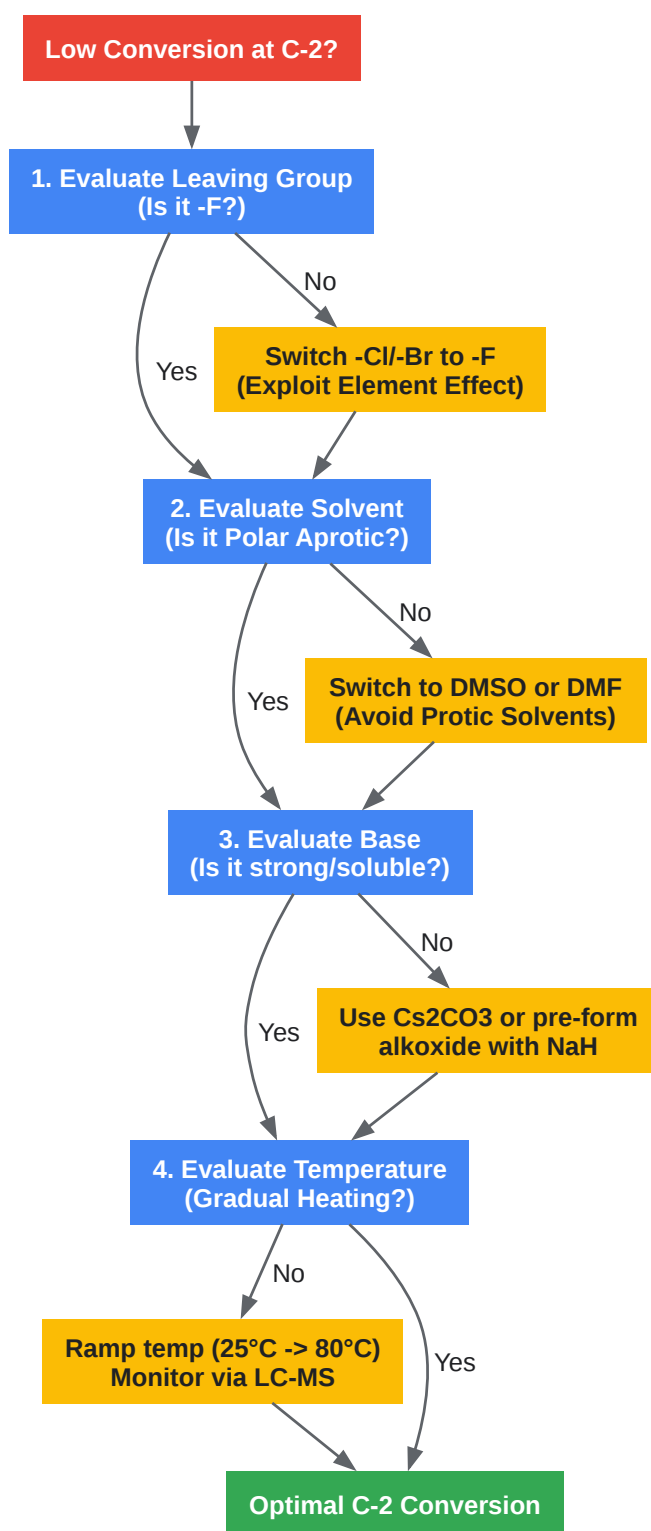 Low Conversion at C-2?
1. Evaluate Leaving Group
(Is it -F?)
No
Yes
Switch -Cl/-Br to -F
(Exploit Element Effect)
2. Evaluate Solvent
(Is it Polar Aprotic?)
No
Yes
Switch to DMSO or DMF
(Avoid Protic Solvents)
3. Evaluate Base
(Is it strong/soluble?)
No
Yes
Use Cs2CO3 or pre-form
alkoxide with NaH
4. Evaluate Temperature
(Gradual Heating?)
No
Ramp temp (25°C -> 80°C)
Monitor via LC-MS
Yes
Optimal C-2 Conversion